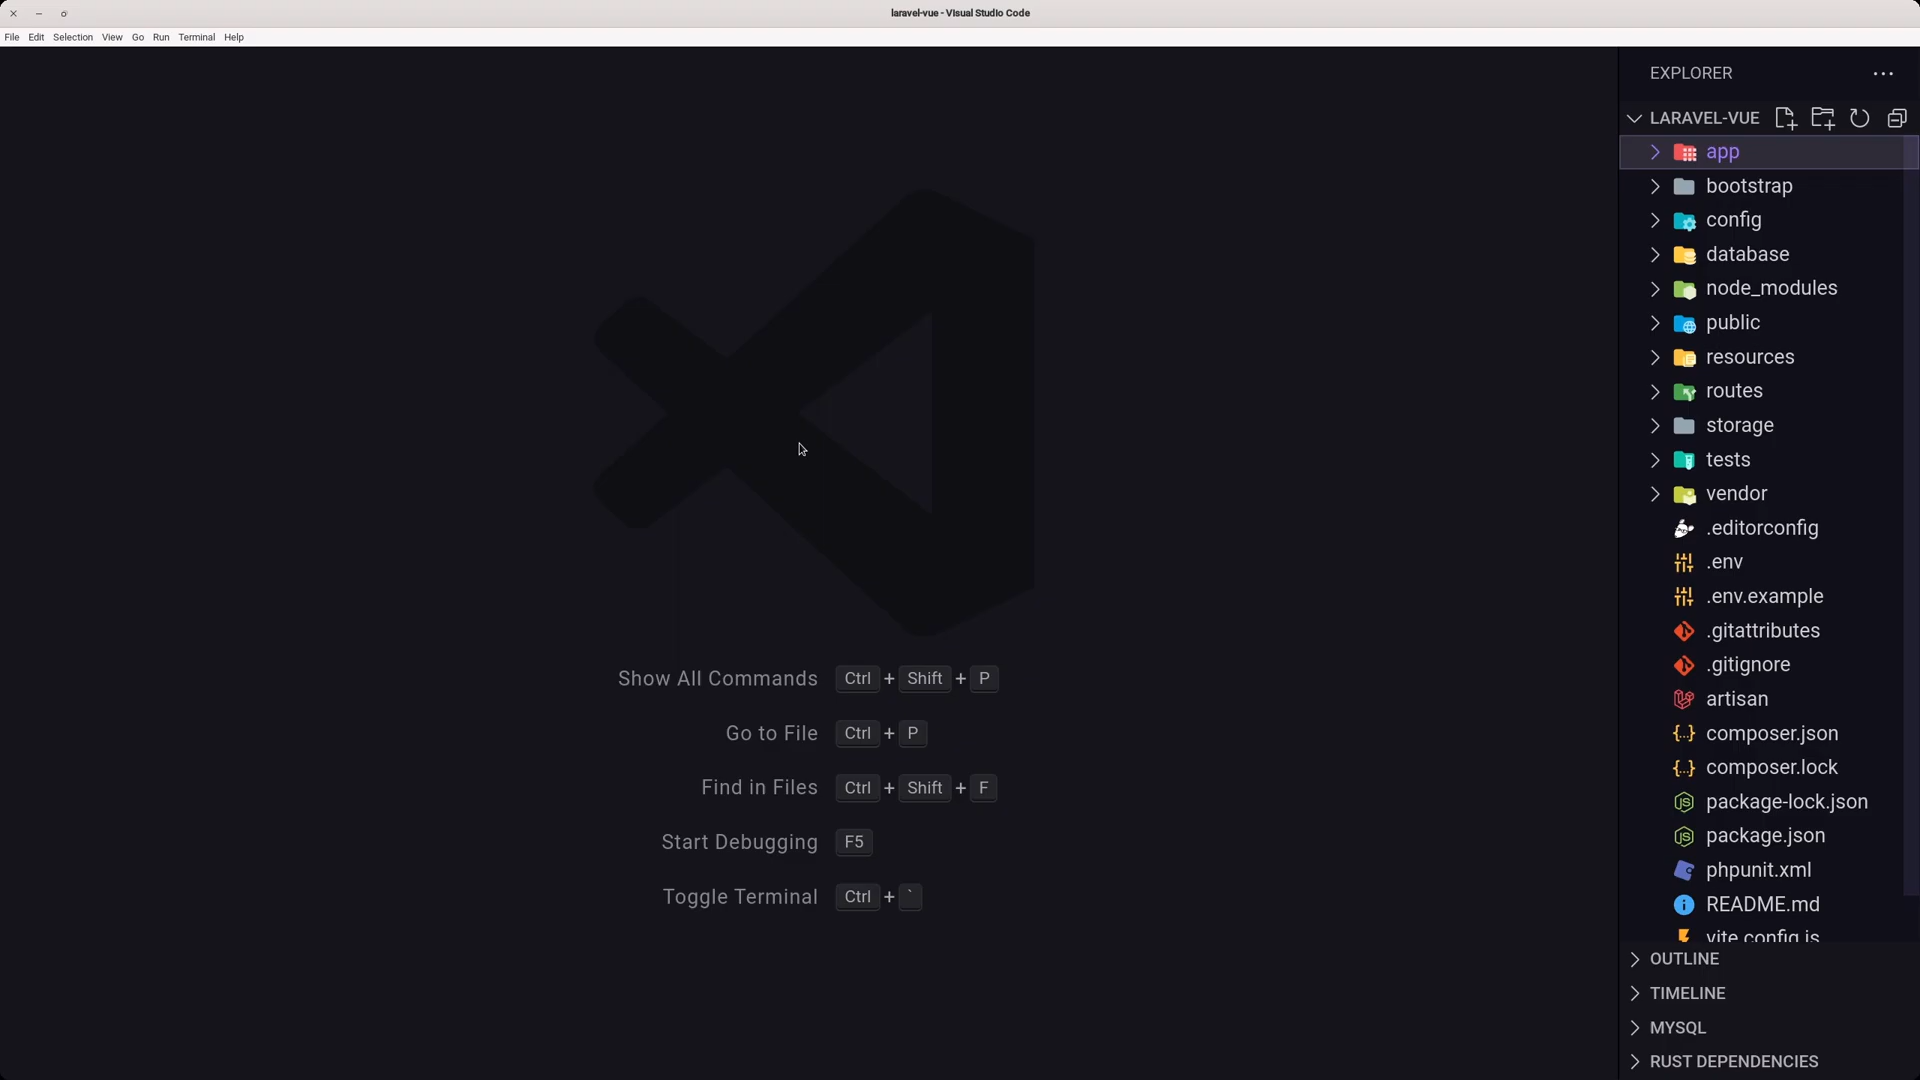 laravel-vue - Visual Studio Code
File Edit Selection View Go Run Terminal Help
EXPLORER
LARAVEL-VUE
app
bootstrap
config
database
node_modules
public
resources
routes
storage
tests
vendor
.editorconfig
.env
.env.example
.gitattributes
.gitignore
artisan
composer.json
composer.lock
package-lock.json
package.json
phpunit.xml
README.md
vite.config.js
OUTLINE
TIMELINE
MYSQL
RUST DEPENDENCIES
Show All Commands Ctrl + Shift + P
Go to File Ctrl + P
Find in Files Ctrl + Shift + F
Start Debugging F5
Toggle Terminal Ctrl + `